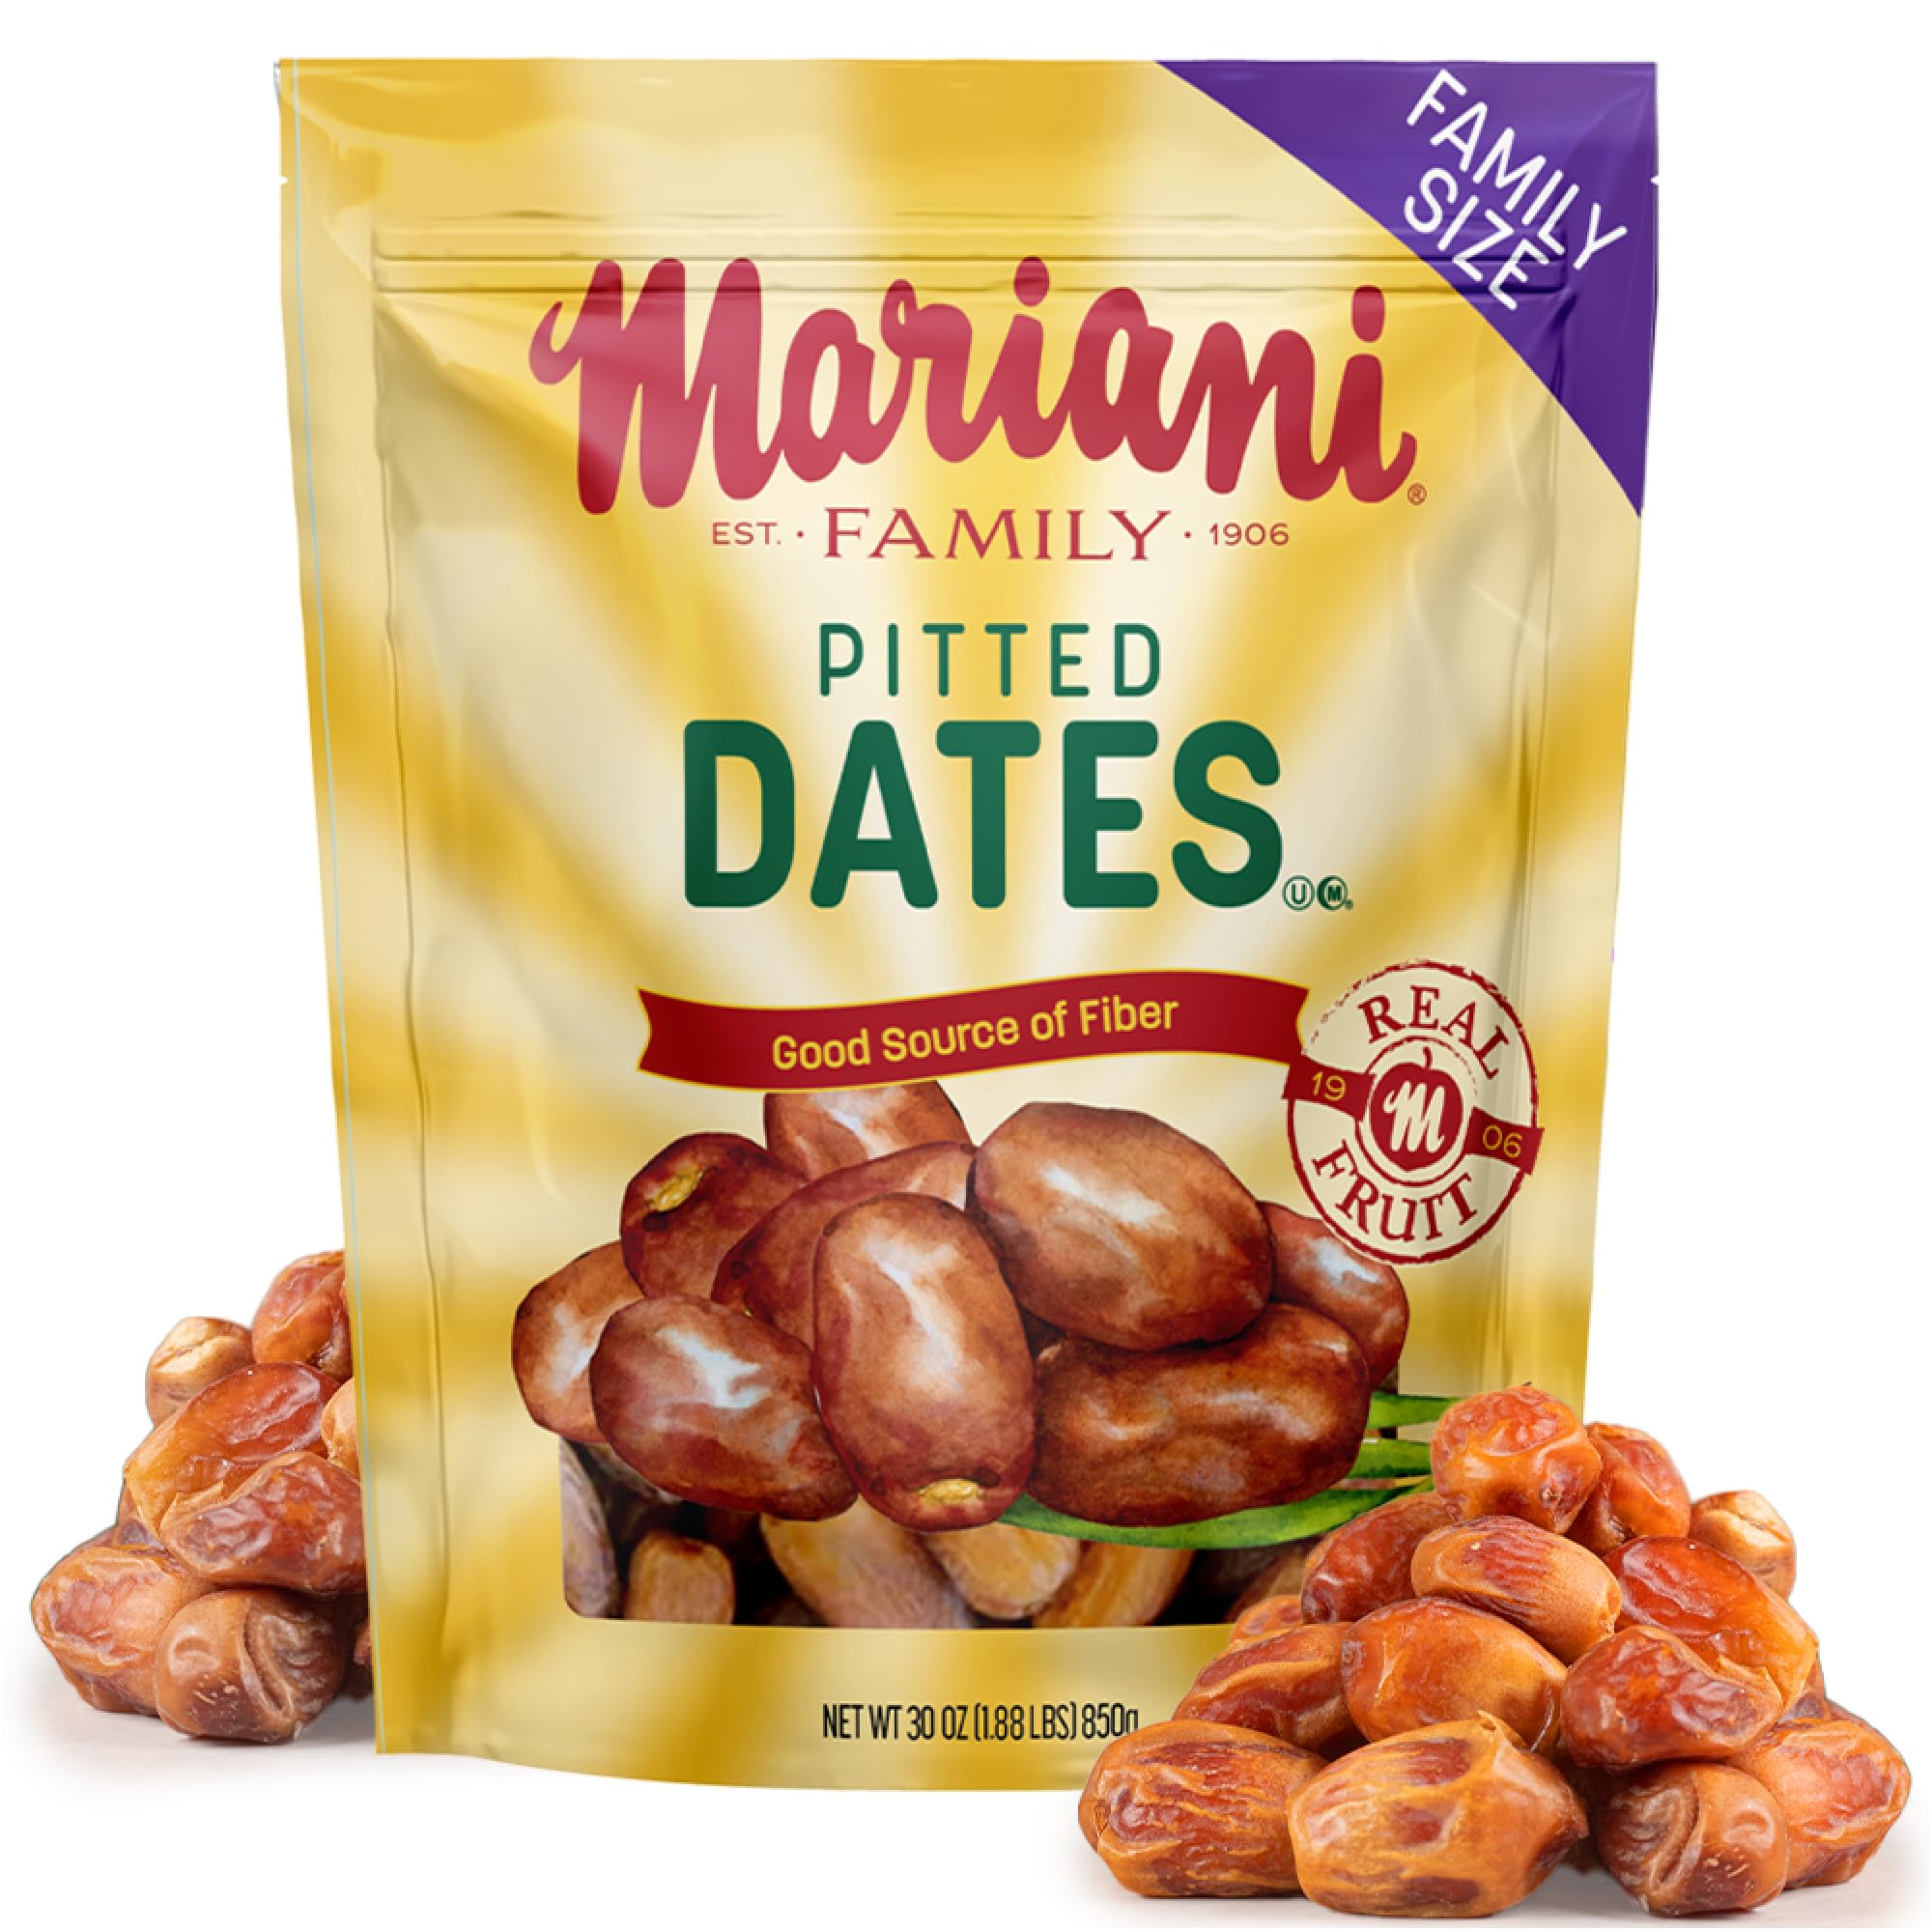 FAMILY
SIZE
Mariani®
EST. · FAMILY · 1906
PITTED
DATES
U M®
Good Source of Fiber
REAL
19 M 06
FRUIT
NET WT 30 OZ (1.88 LBS) 850g